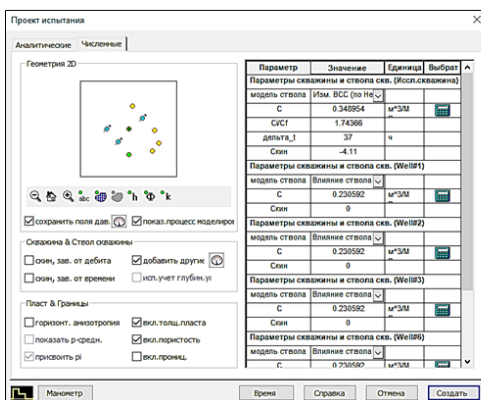 Проект испытания
Аналитические Численные
Геометрия 2D
abc h Ф k
сохранить поля дав. показ.процесс моделиров
Скважина & Ствол скважины
скин, зав. от дебита добавить другие
скин, зав. от времени исп.учет глубин.ус
Пласт & Границы
горизонт. анизотропия вкл.толщ.пласта
показать p-средн. вкл.пористость
присвоить pi вкл.прониц.
Параметр Значение Единица Выбрат
Параметры скважины и ствола скв. (Иссл.скважина)
модель ствола Изм. ВСС (по Не
C 0.348954 м^3/М
Ci/Cf 1.74366
дельта_t 37 ч
Скин -4.11
Параметры скважины и ствола скв. (Well#1)
модель ствола Влияние ствола
C 0.230592 м^3/М
Скин 0
Параметры скважины и ствола скв. (Well#2)
модель ствола Влияние ствола
C 0.230592 м^3/М
Скин 0
Параметры скважины и ствола скв. (Well#3)
модель ствола Влияние ствола
C 0.230592 м^3/М
Скин 0
Параметры скважины и ствола скв. (Well#6)
модель ствола Влияние ствола
C 0.230592 м^3/М
Манометр Время Справка Отмена Создать